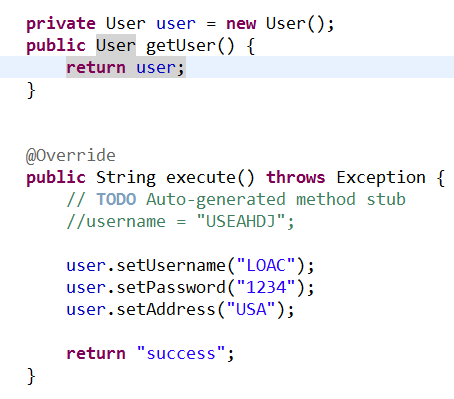 private User user = new User();
public User getUser() {
return user;
}
@Override
public String execute() throws Exception {
// TODO Auto-generated method stub
//username = "USEAHDJ";
user.setUsername("LOAC");
user.setPassword("1234");
user.setAddress("USA");
return "success";
}